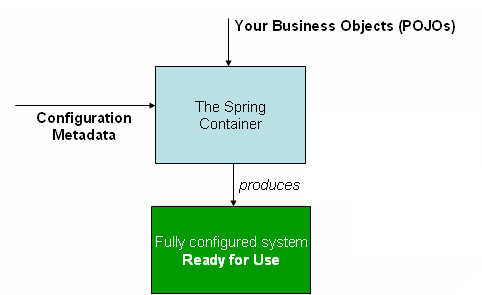 Your Business Objects (POJOs)
The Spring
Container
Configuration
Metadata
produces
Fully configured system
Ready for Use